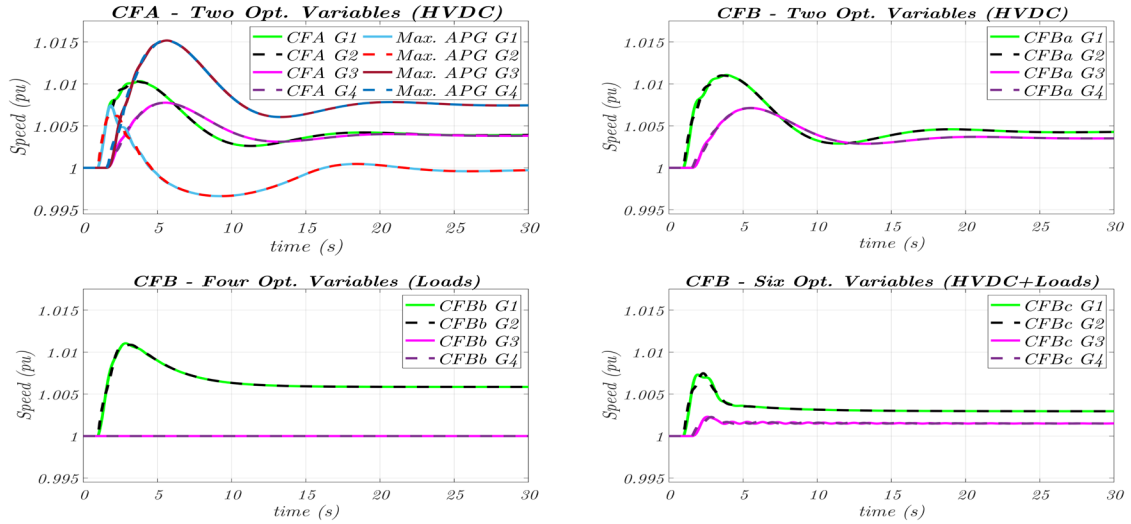 CFA - Two Opt. Variables (HVDC)
1.015
1.01
1.005
1
0.995
Speed (pu)
CFA G1
CFA G2
CFA G3
CFA G4
Max. APG G1
Max. APG G2
Max. APG G3
Max. APG G4
0 5 10 15 20 25 30
time (s)
CFB - Two Opt. Variables (HVDC)
1.015
1.01
1.005
1
0.995
Speed (pu)
CFBa G1
CFBa G2
CFBa G3
CFBa G4
0 5 10 15 20 25 30
time (s)
CFB - Four Opt. Variables (Loads)
1.015
1.01
1.005
1
0.995
Speed (pu)
CFBb G1
CFBb G2
CFBb G3
CFBb G4
0 5 10 15 20 25 30
time (s)
CFB - Six Opt. Variables (HVDC+Loads)
1.015
1.01
1.005
1
0.995
Speed (pu)
CFBc G1
CFBc G2
CFBc G3
CFBc G4
0 5 10 15 20 25 30
time (s)